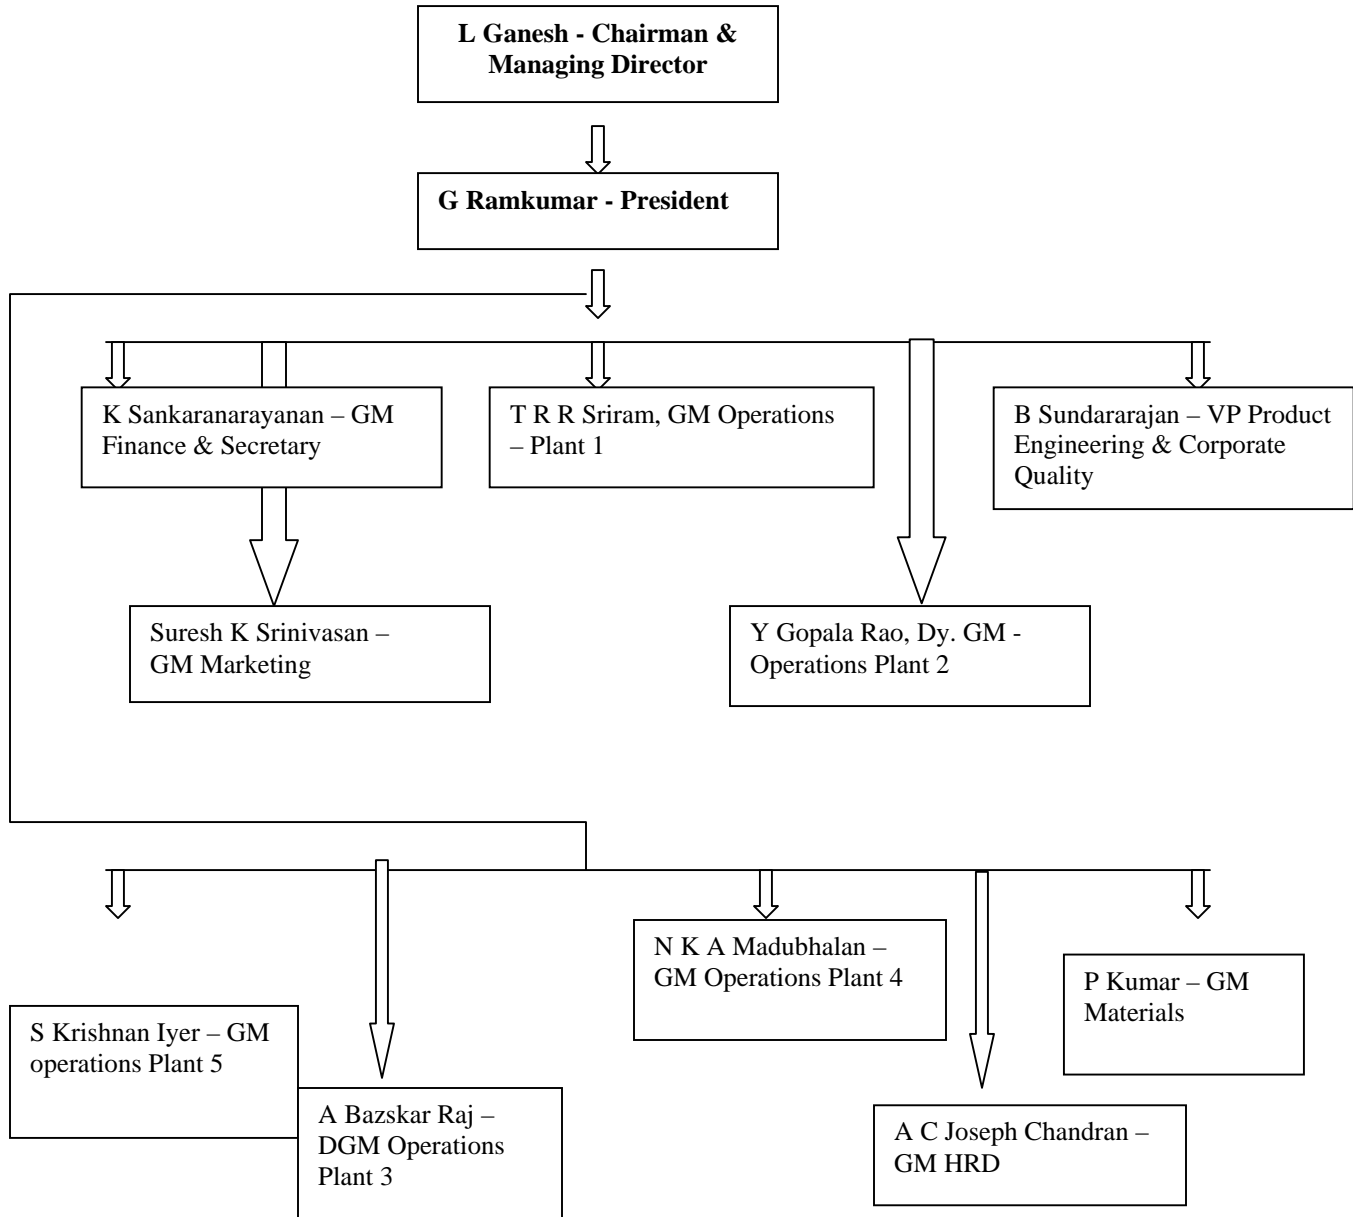 L Ganesh - Chairman &
Managing Director
G Ramkumar - President
K Sankaranarayanan – GM
Finance & Secretary
T R R Sriram, GM Operations
– Plant 1
B Sundararajan – VP Product
Engineering & Corporate
Quality
Suresh K Srinivasan –
GM Marketing
Y Gopala Rao, Dy. GM -
Operations Plant 2
S Krishnan Iyer – GM
operations Plant 5
A Bazskar Raj –
DGM Operations
Plant 3
N K A Madubhalan –
GM Operations Plant 4
A C Joseph Chandran –
GM HRD
P Kumar – GM
Materials